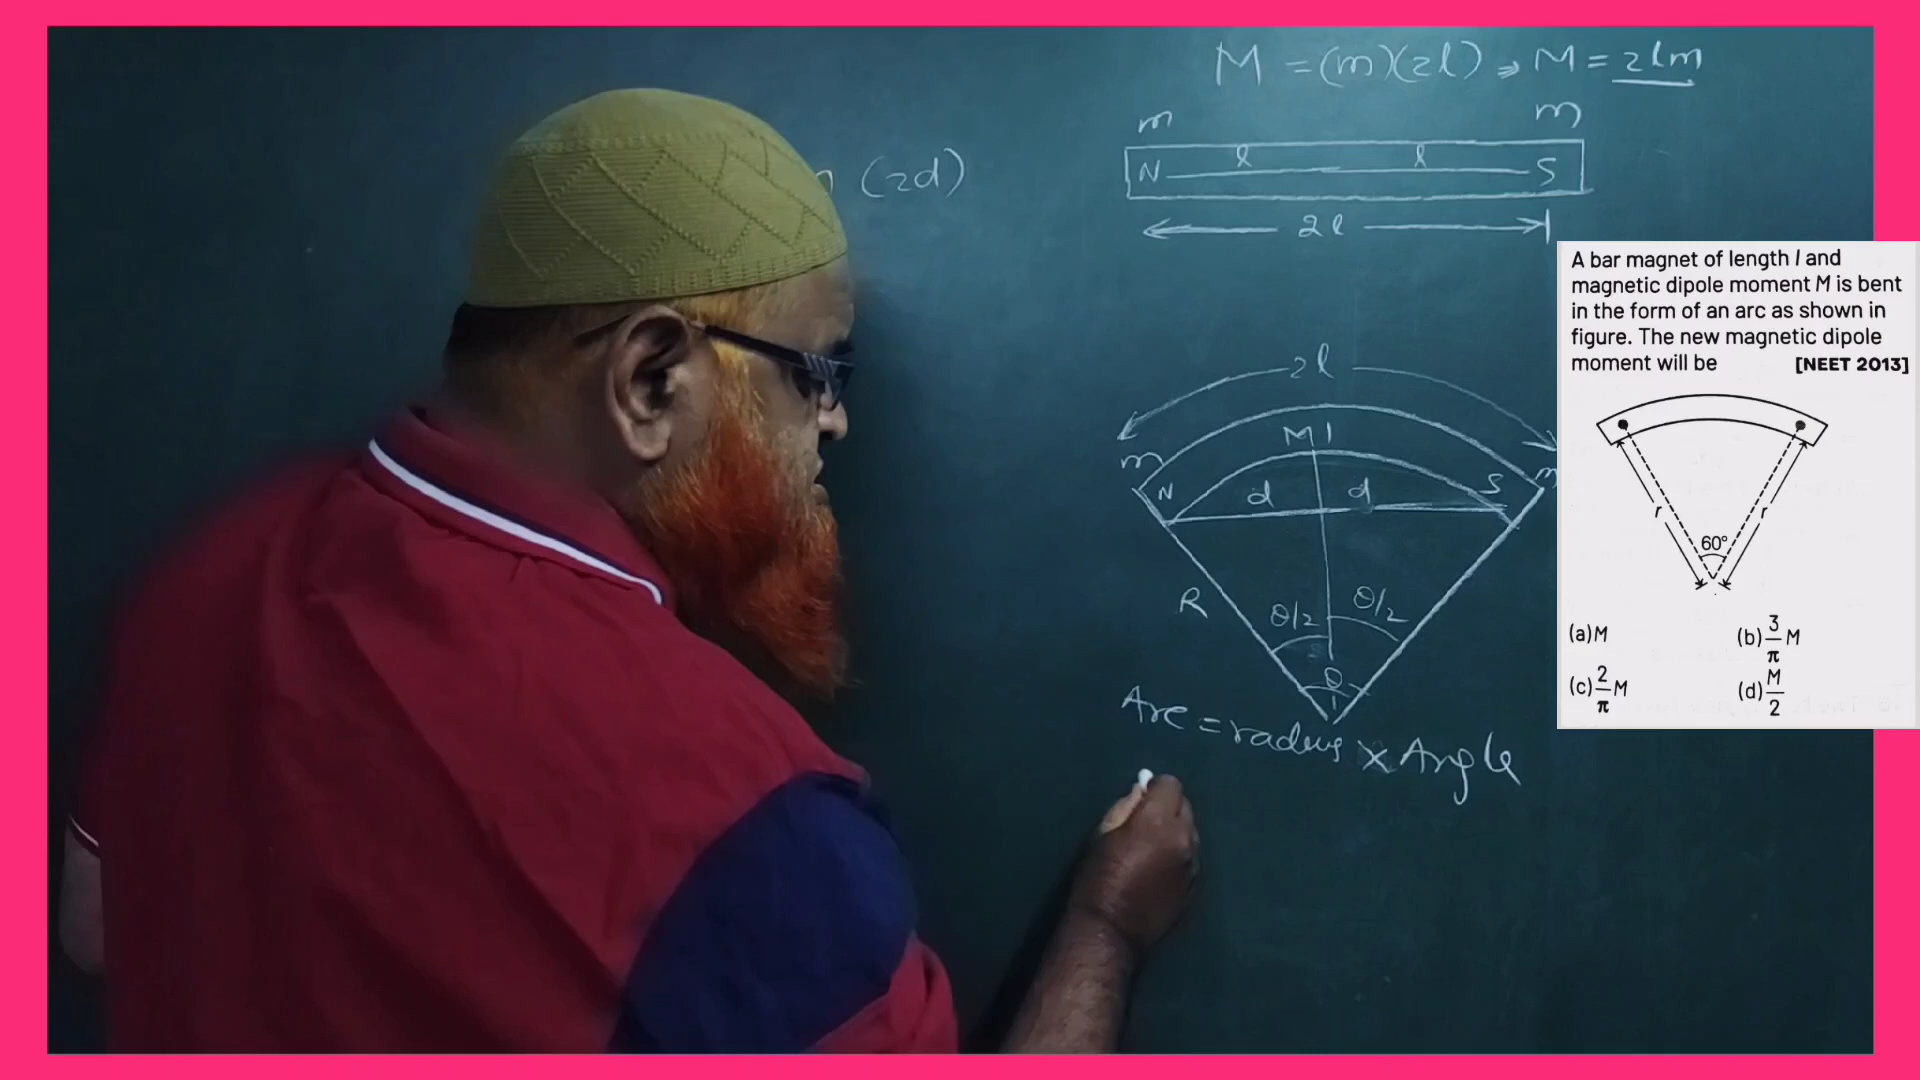 M = (m)(2l) ⇒ M = 2lm
(2d)
m m
N l l S
2l
2l
M1
m m
N d d S
R θ/2 θ/2
θ
Arc = radius × Angle
A bar magnet of length l and
magnetic dipole moment M is bent
in the form of an arc as shown in
figure. The new magnetic dipole
moment will be [NEET 2013]
r r
60°
(a) M (b) 3/π M
(c) 2/π M (d) M/2